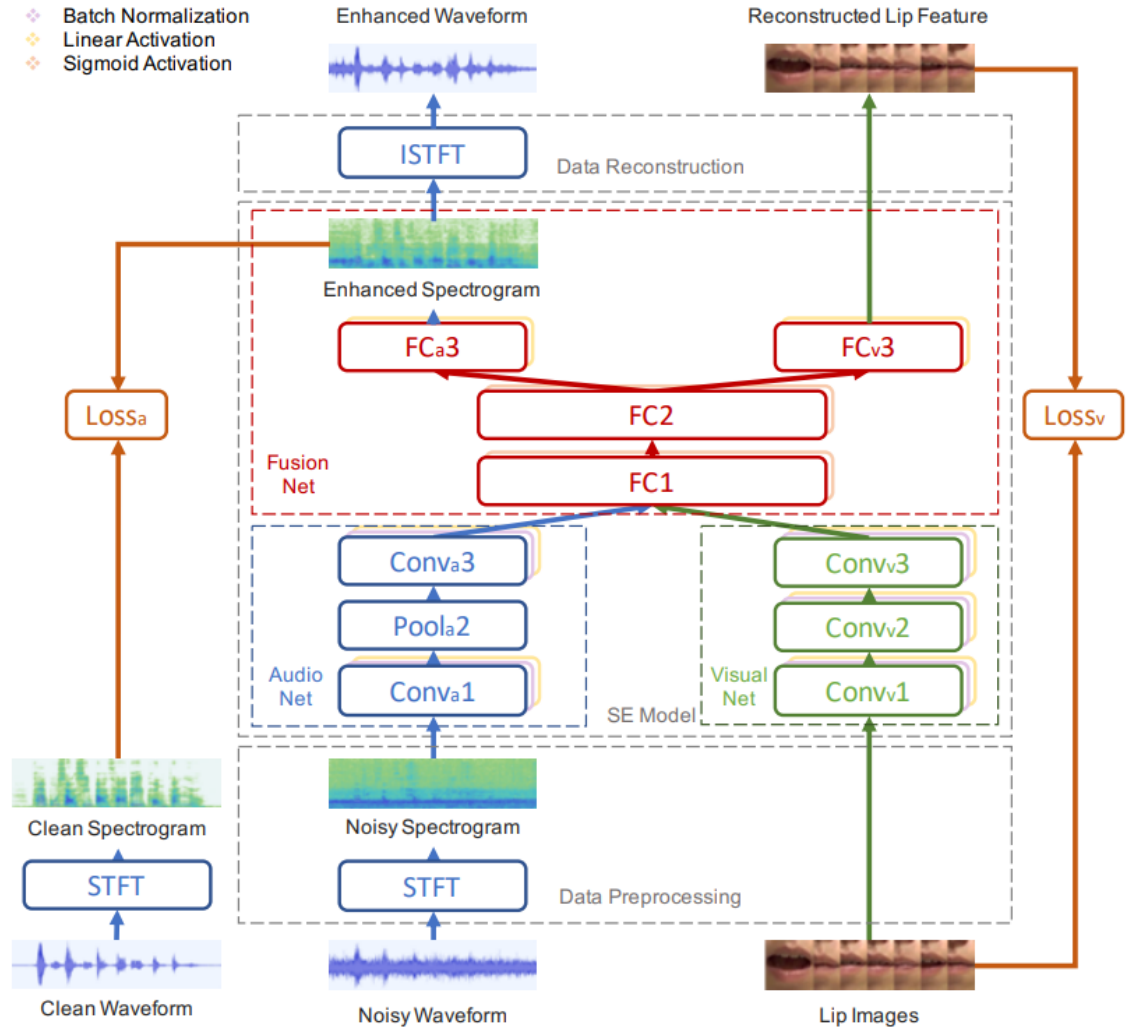 Batch Normalization
Linear Activation
Sigmoid Activation
Enhanced Waveform
Reconstructed Lip Feature
ISTFT
Data Reconstruction
Enhanced Spectrogram
FCa3
FCv3
Lossa
FC2
Lossv
Fusion
Net
FC1
Conva3
Convv3
Poola2
Convv2
Audio
Net
Conva1
Visual
Net
Convv1
SE Model
Clean Spectrogram
Noisy Spectrogram
STFT
STFT
Data Preprocessing
Clean Waveform
Noisy Waveform
Lip Images